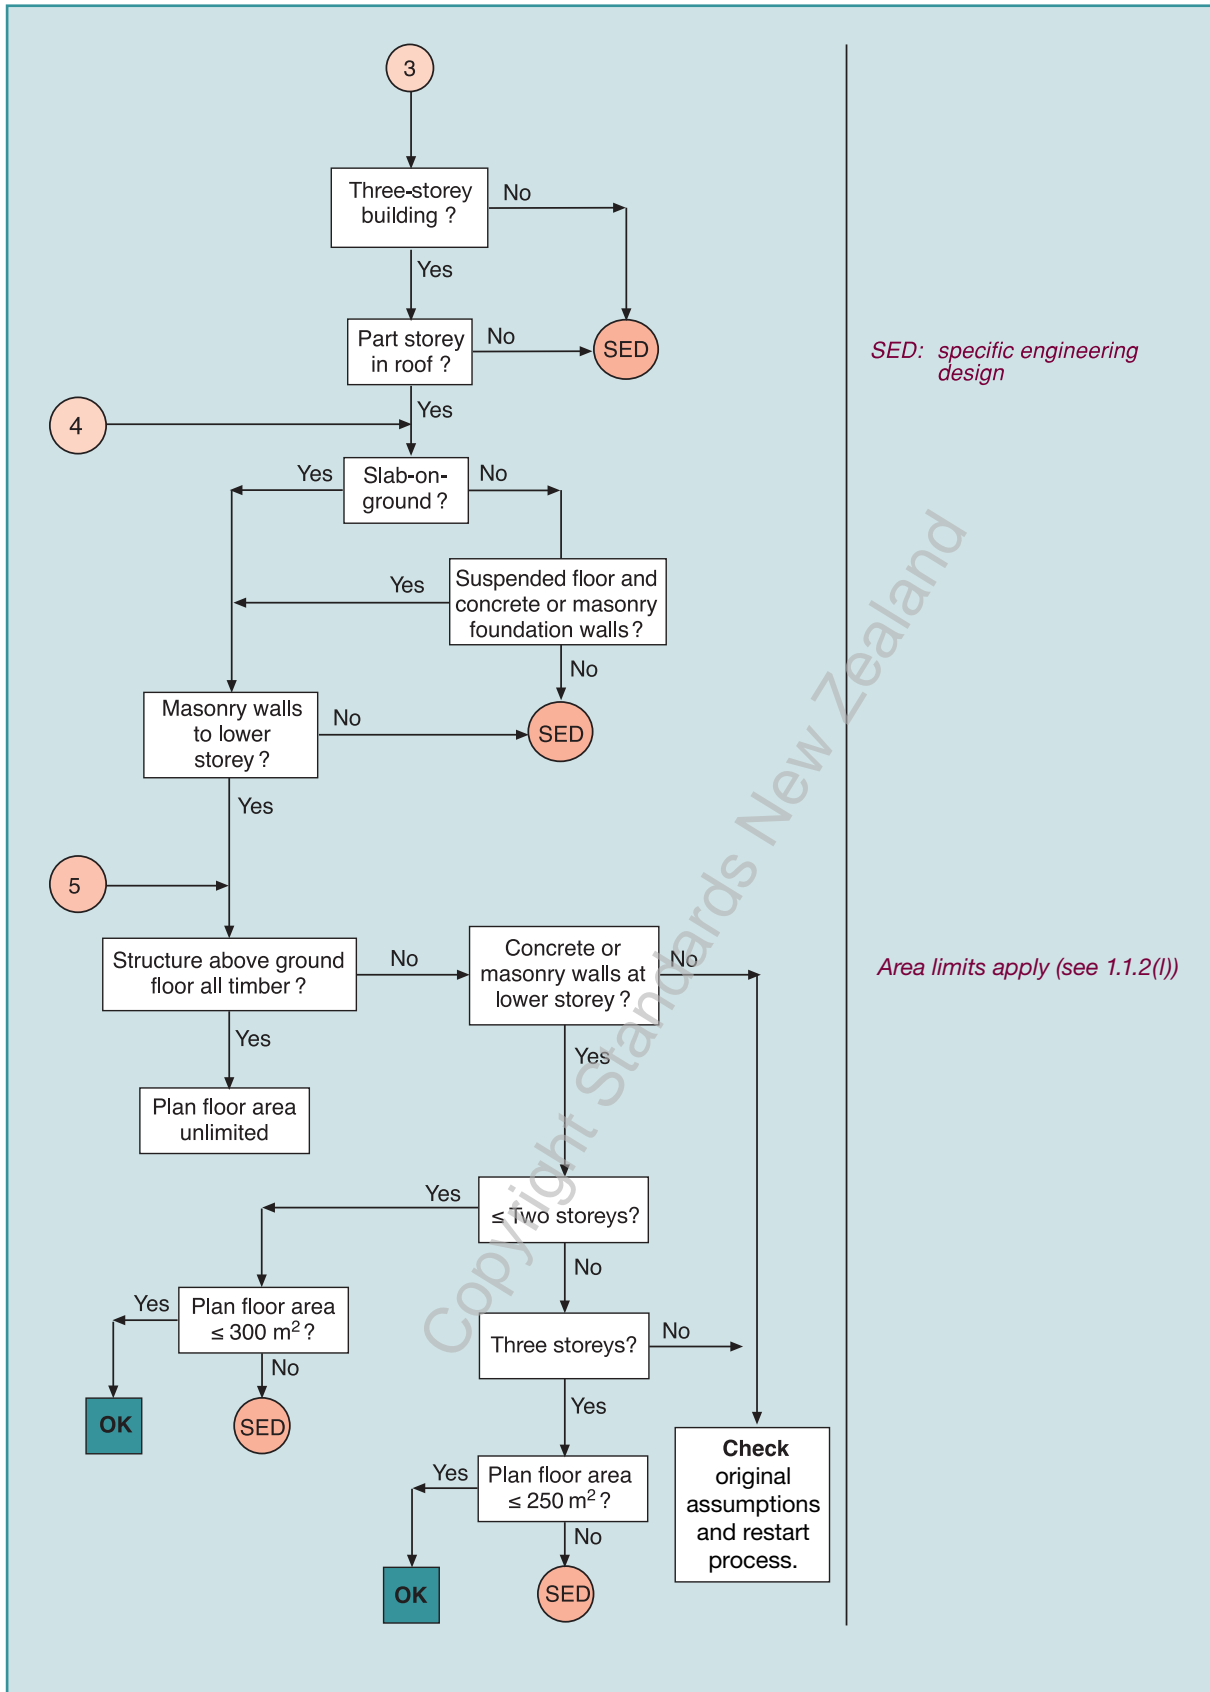 3
Three-storey
building ?
No
Yes
Part storey
in roof ?
No
SED
SED: specific engineering
design
Yes
4
Yes
Slab-on-
ground ?
No
Yes
Suspended floor and
concrete or masonry
foundation walls ?
No
Masonry walls
to lower
storey ?
No
SED
Yes
5
Structure above ground
floor all timber ?
No
Concrete or
masonry walls at
lower storey ?
No
Area limits apply (see 1.1.2(l))
Yes
Yes
Plan floor area
unlimited
Yes
≤ Two storeys?
No
Yes
Plan floor area
≤ 300 m² ?
No
Three storeys?
No
OK
SED
Yes
Yes
Plan floor area
≤ 250 m² ?
No
Check
original
assumptions
and restart
process.
OK
SED
Copyright Standards New Zealand